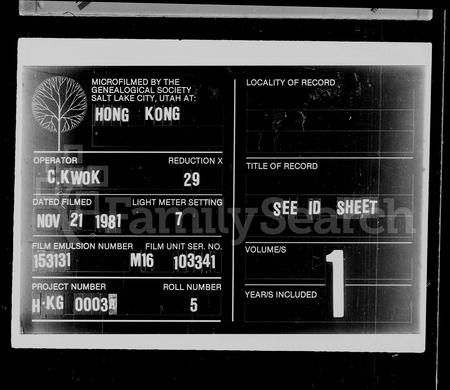 MICROFILMED BY THE
GENEALOGICAL SOCIETY
SALT LAKE CITY, UTAH AT:
HONG KONG
OPERATOR REDUCTION X
C.KWOK 29
DATE FILMED LIGHT METER SETTING
NOV 21 1981 7
FILM EMULSION NUMBER FILM UNIT SER. NO.
153131 M16 103341
PROJECT NUMBER ROLL NUMBER
H-KG 5
LOCALITY OF RECORD
TITLE OF RECORD
SEE ID SHEET
VOLUME/S
1
YEAR/S INCLUDED
FamilySearch